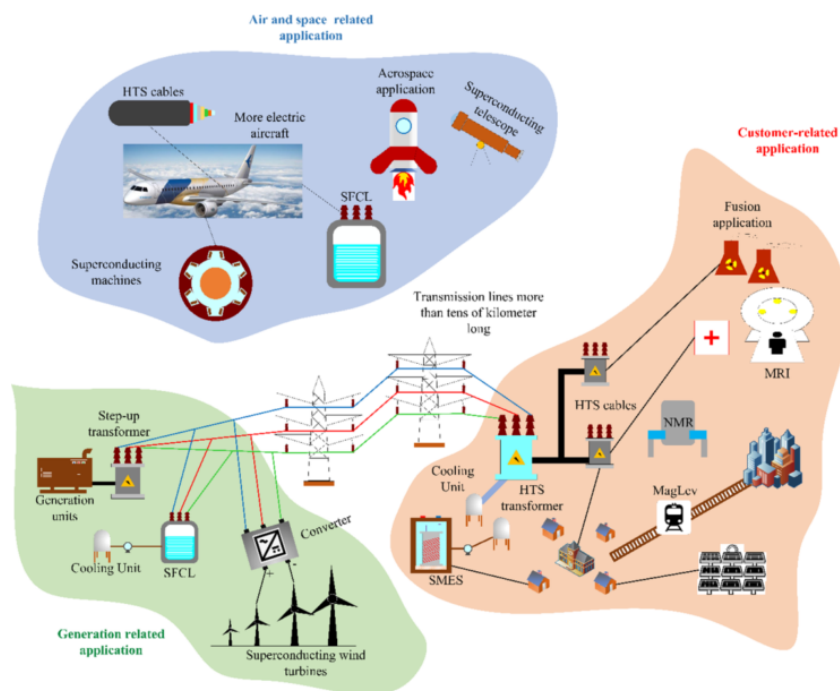 Air and space related
application
HTS cables
More electric
aircraft
Aerospace
application
Superconducting
telescope
SFCL
Superconducting
machines
Customer-related
application
Fusion
application
MRI
Transmission lines more
than tens of kilometer
long
HTS cables
NMR
Step-up
transformer
Generation
units
Cooling Unit
SFCL
Converter
+ -
Superconducting wind
turbines
Generation related
application
Cooling
Unit
HTS
transformer
SMES
MagLev